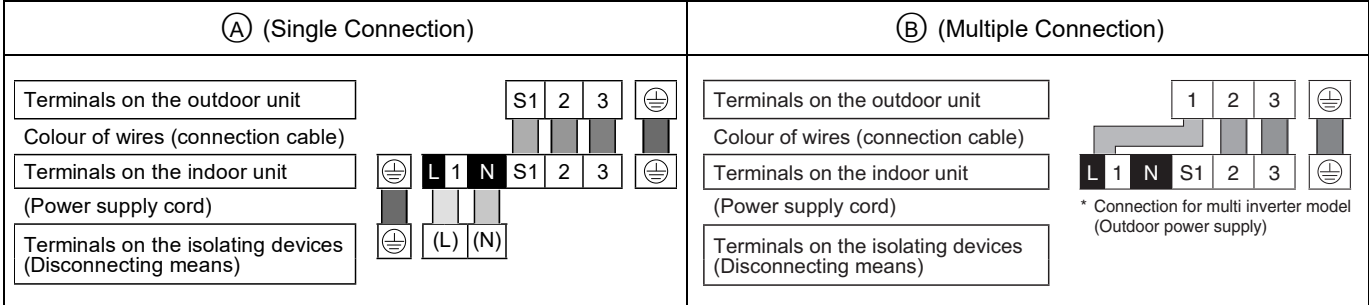 Ⓐ (Single Connection)
Terminals on the outdoor unit
S1 2 3
Colour of wires (connection cable)
Terminals on the indoor unit
L 1 N S1 2 3
(Power supply cord)
Terminals on the isolating devices
(Disconnecting means)
(L) (N)
Ⓑ (Multiple Connection)
Terminals on the outdoor unit
1 2 3
Colour of wires (connection cable)
Terminals on the indoor unit
L 1 N S1 2 3
(Power supply cord)
* Connection for multi inverter model
(Outdoor power supply)
Terminals on the isolating devices
(Disconnecting means)